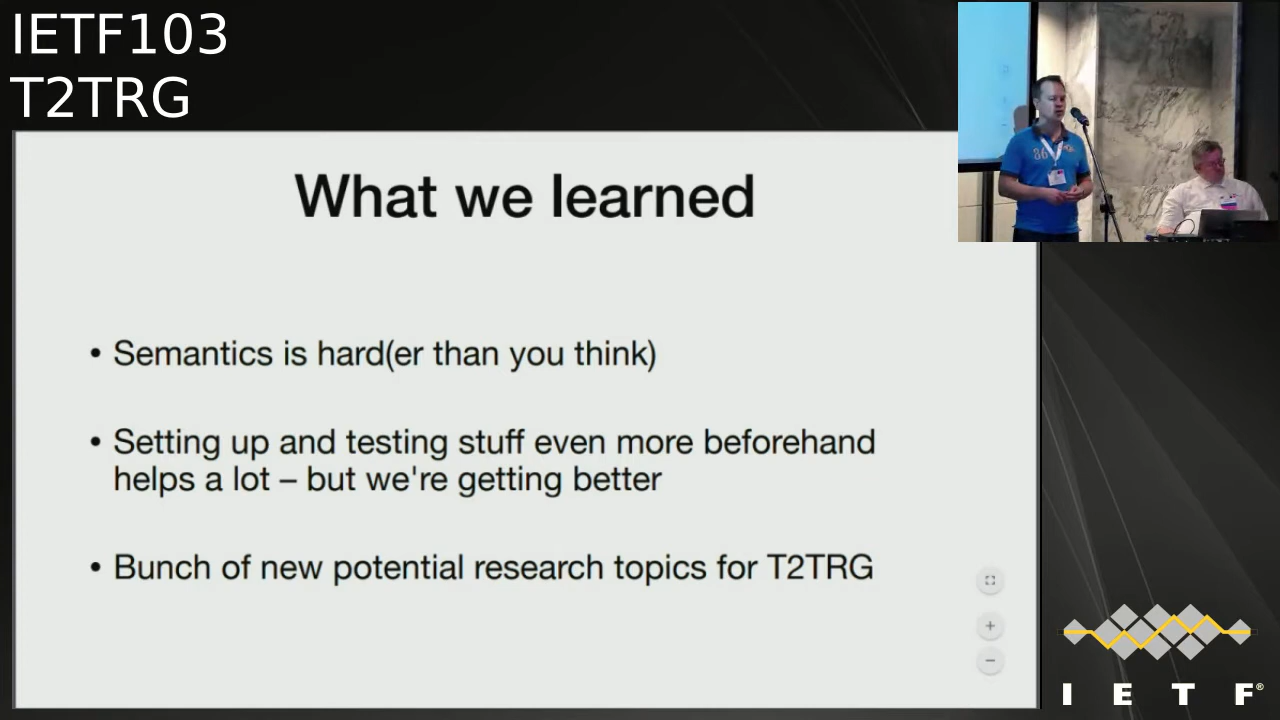 IETF103
T2TRG
What we learned
• Semantics is hard(er than you think)
• Setting up and testing stuff even more beforehand
helps a lot – but we're getting better
• Bunch of new potential research topics for T2TRG
86
I E T F®